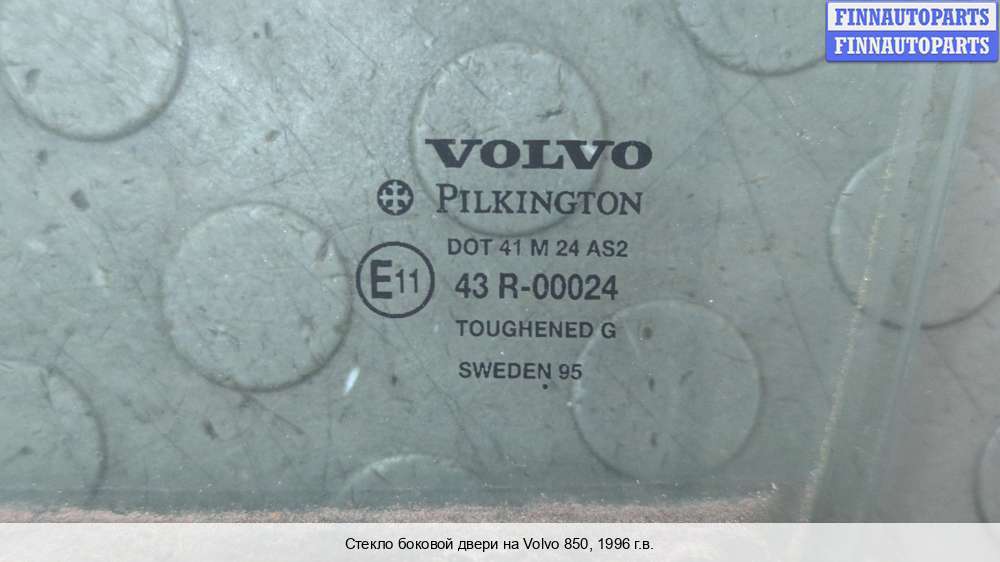 FINNAUTOPARTS
FINNAUTOPARTS
VOLVO
PILKINGTON
DOT 41 M 24 AS2
E11 43 R-00024
TOUGHENED G
SWEDEN 95
Стекло боковой двери на Volvo 850, 1996 г.в.